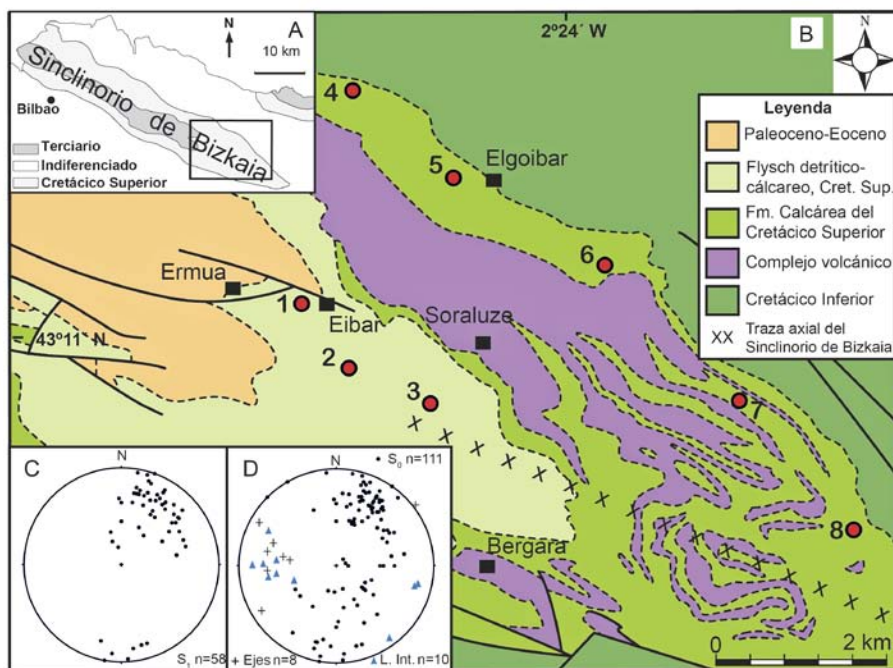 A
N
10 km
Sinclinorio de Bizkaia
Bilbao
Terciario
Indiferenciado
Cretácico Superior
2º24´ W
B
N
Leyenda
Paleoceno-Eoceno
Flysch detrítico-
cálcareo, Cret. Sup.
Fm. Calcárea del
Cretácico Superior
Complejo volcánico
Cretácico Inferior
XX Traza axial del
Sinclinorio de Bizkaia
4
5
Elgoibar
6
Ermua
1
Eibar
Soraluze
43º11´ N
2
3
7
8
Bergara
X X X X X X X
X X X X X X
C
N
S1 n=58
D
N
S0 n=111
+ Ejes n=8
L. Int. n=10
0 2 km